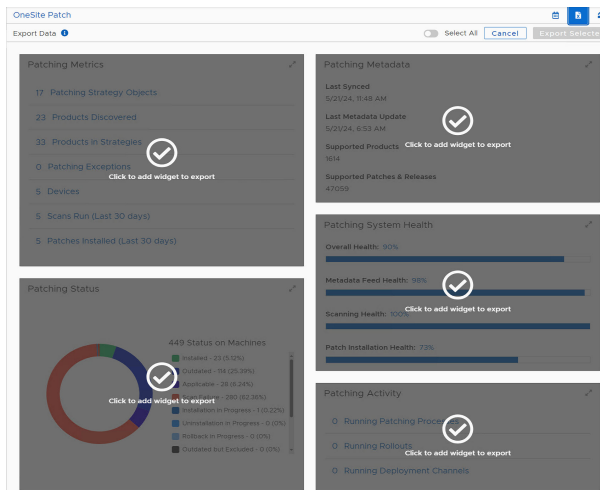 OneSite Patch
Export Data
Select All
Cancel
Export Selecte
Patching Metrics
17 Patching Strategy Objects
23 Products Discovered
33 Products in Strategies
0 Patching Exceptions
Click to add widget to export
5 Devices
5 Scans Run (Last 30 days)
5 Patches Installed (Last 30 days)
Patching Metadata
Last Synced
5/21/24, 11:48 AM
Last Metadata Update
5/21/24, 6:53 AM
Supported Products
Click to add widget to export
1614
Supported Patches & Releases
47059
Patching System Health
Overall Health: 90%
Metadata Feed Health: 98%
Scanning Health: 100%
Click to add widget to export
Patch Installation Health: 73%
Patching Status
449 Status on Machines
Installed - 23 (5.12%)
Outdated - 114 (25.39%)
Applicable - 28 (6.24%)
Scan Failure - 280 (62.36%)
Click to add widget to export
Installation in Progress - 1 (0.22%)
Uninstallation in Progress - 0 (0%)
Rollback in Progress - 0 (0%)
Outdated but Excluded - 0 (0%)
Patching Activity
0 Running Patching Processes
0 Running Rollouts
Click to add widget to export
0 Running Deployment Channels